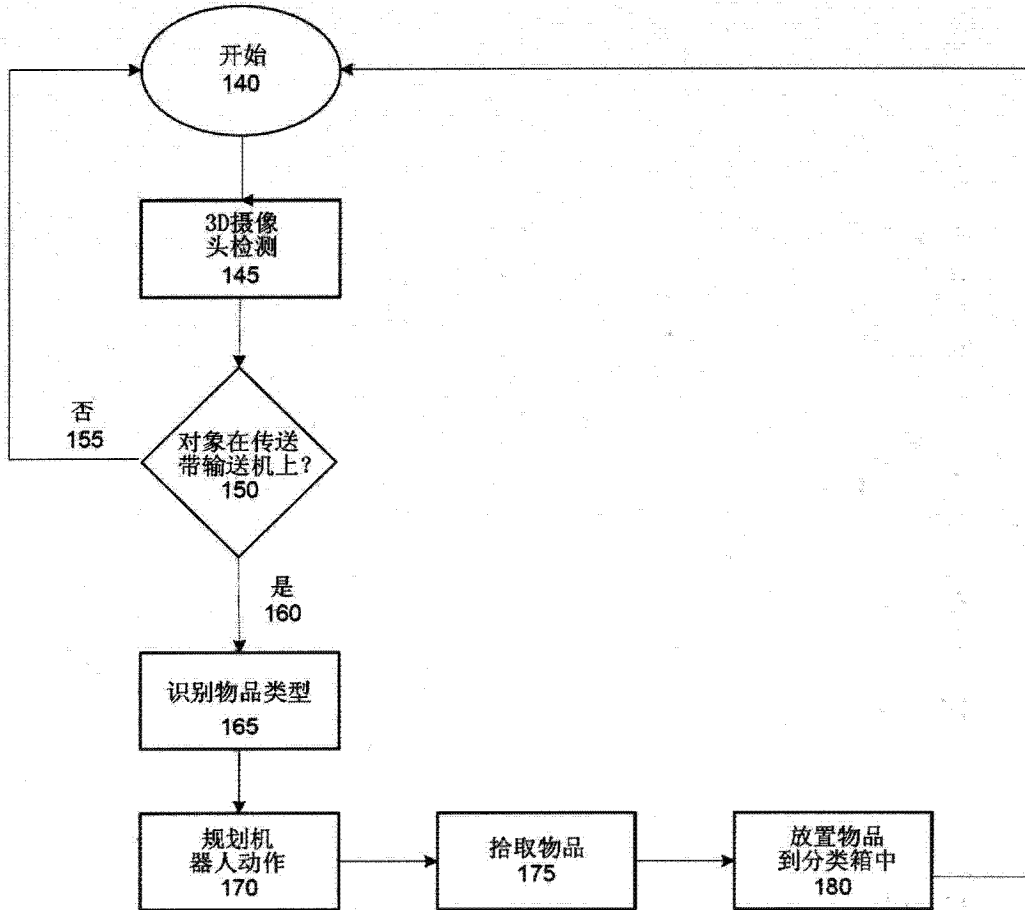 开始
140
3D摄像
头检测
145
对象在传送
带输送机上？
150
否
155
是
160
识别物品类型
165
规划机
器人动作
170
拾取物品
175
放置物品
到分类箱中
180